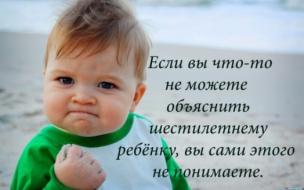 Если вы что-то
не можете
объяснить
шестилетнему
ребёнку, вы сами этого
не понимаете.